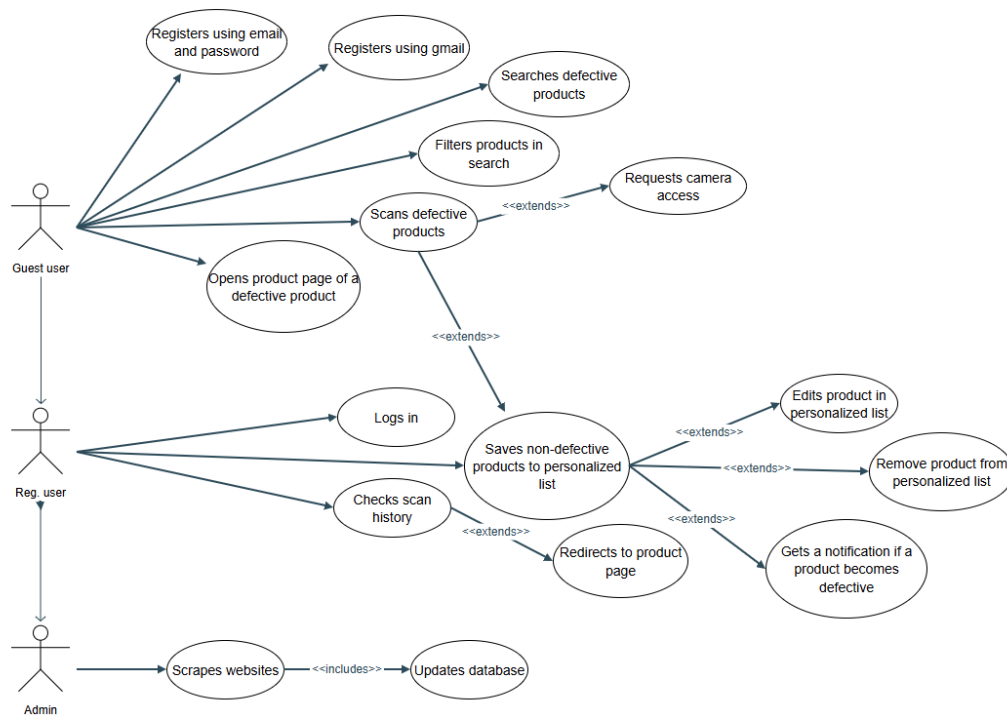 Registers using email
and password
Registers using gmail
Searches defective
products
Filters products in
search
Requests camera
access
<<extends>>
Scans defective
products
Guest user
Opens product page of a
defective product
<<extends>>
Edits product in
personalized list
Logs in
<<extends>>
Saves non-defective
products to personalized
list
<<extends>>
Remove product from
personalized list
Reg. user
Checks scan
history
<<extends>>
<<extends>>
Redirects to product
page
Gets a notification if a
product becomes
defective
Scrapes websites
<<includes>>
Updates database
Admin